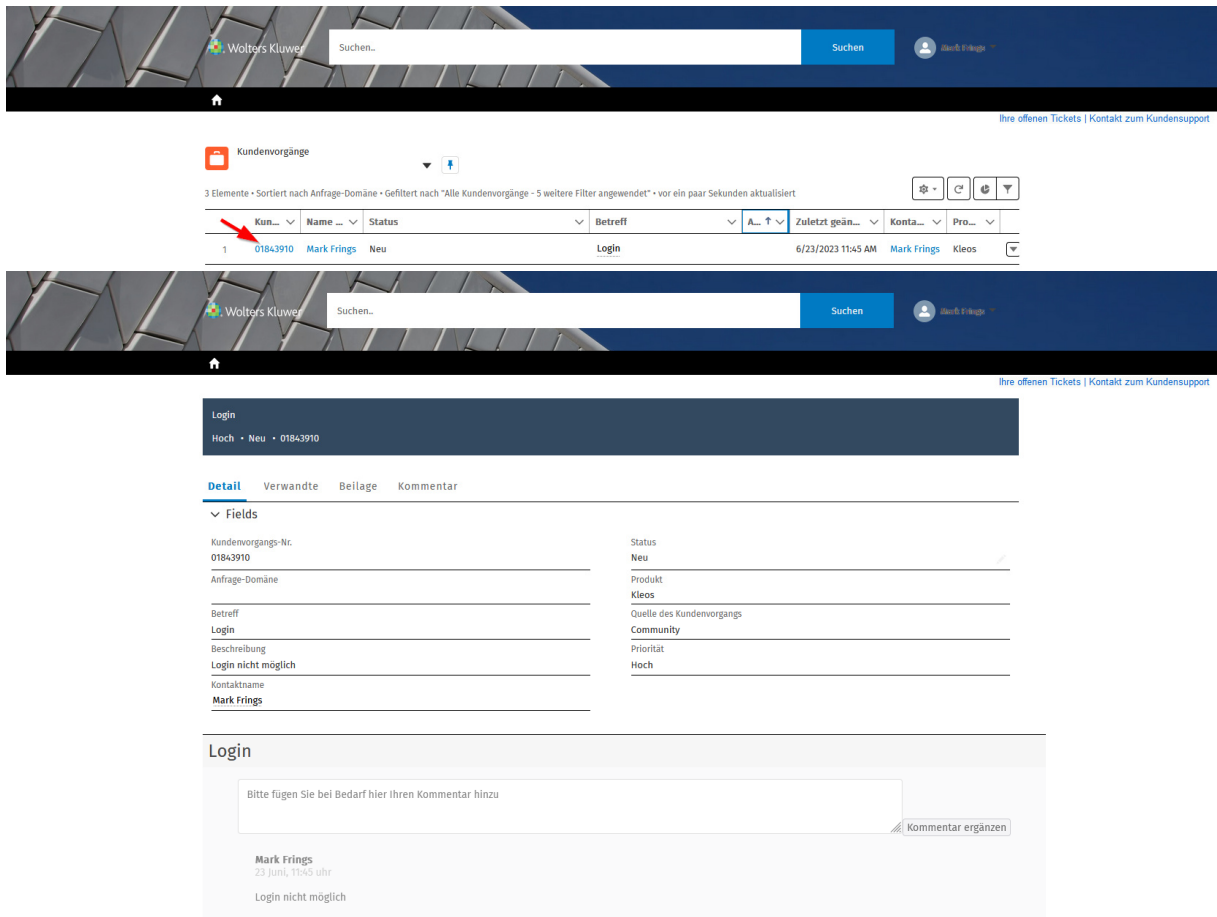 Wolters Kluwer
Suchen..
Suchen
Mark Frings
Ihre offenen Tickets | Kontakt zum Kundensupport
Kundenvorgänge
3 Elemente • Sortiert nach Anfrage-Domäne • Gefiltert nach "Alle Kundenvorgänge - 5 weitere Filter angewendet" • vor ein paar Sekunden aktualisiert
Kun... Name ... Status Betreff A... ↑ Zuletzt geän... Konta... Pro...
1 01843910 Mark Frings Neu Login 6/23/2023 11:45 AM Mark Frings Kleos
Wolters Kluwer
Suchen..
Suchen
Mark Frings
Ihre offenen Tickets | Kontakt zum Kundensupport
Login
Hoch • Neu • 01843910
Detail Verwandte Beilage Kommentar
Fields
Kundenvorgangs-Nr.
01843910
Status
Neu
Anfrage-Domäne
Produkt
Kleos
Betreff
Login
Quelle des Kundenvorgangs
Community
Beschreibung
Login nicht möglich
Priorität
Hoch
Kontaktname
Mark Frings
Login
Bitte fügen Sie bei Bedarf hier Ihren Kommentar hinzu
Kommentar ergänzen
Mark Frings
23 Juni, 11:45 uhr
Login nicht möglich